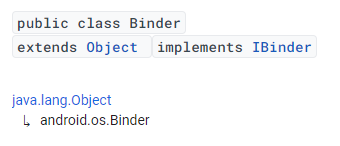 public class Binder
extends Object implements IBinder
java.lang.Object
↳ android.os.Binder